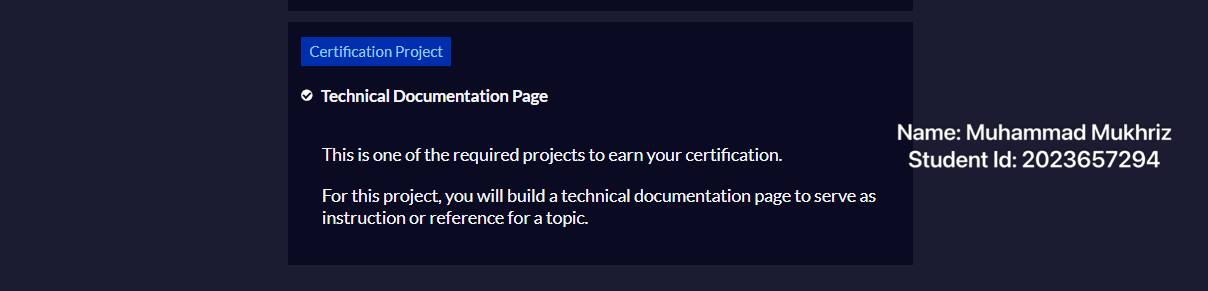 Certification Project
Technical Documentation Page
This is one of the required projects to earn your certification.
For this project, you will build a technical documentation page to serve as
instruction or reference for a topic.
Name: Muhammad Mukhriz
Student Id: 2023657294